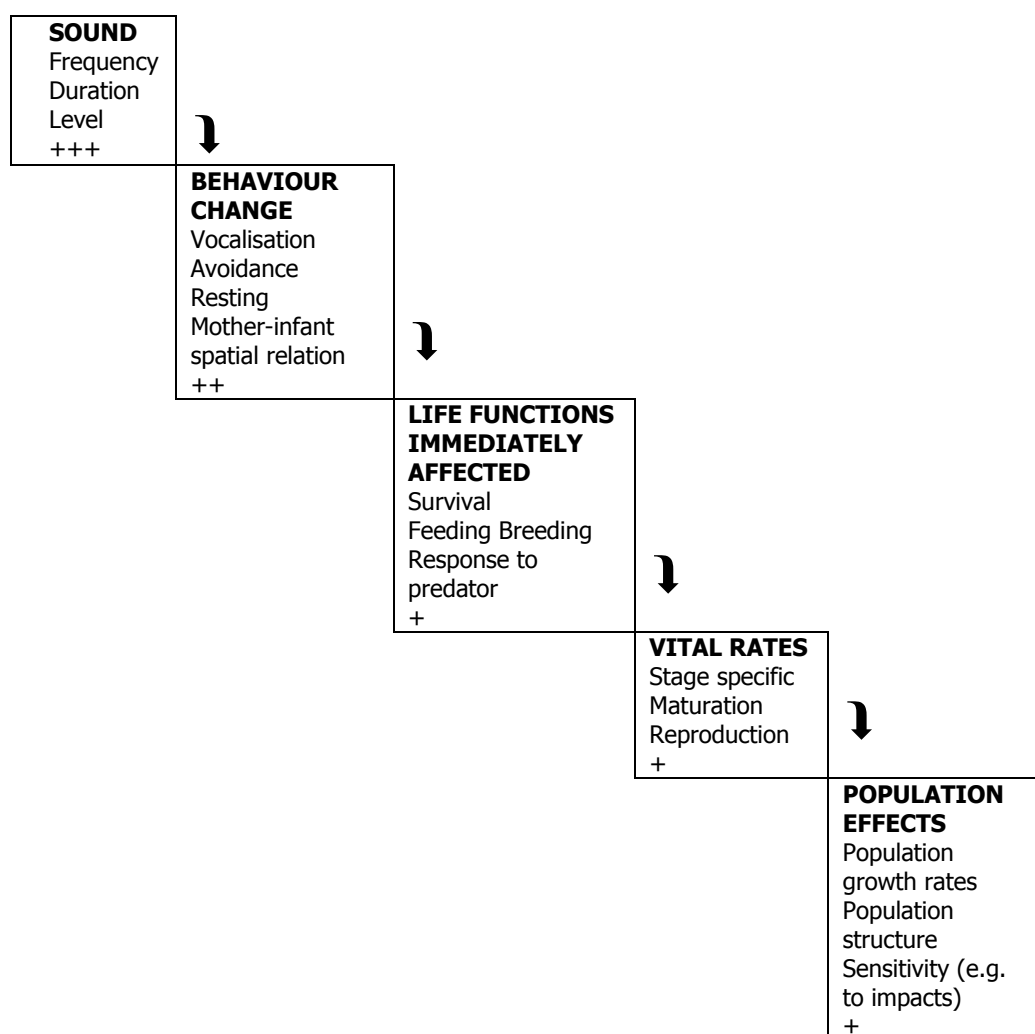 SOUND
Frequency
Duration
Level
+++
BEHAVIOUR
CHANGE
Vocalisation
Avoidance
Resting
Mother-infant
spatial relation
++
LIFE FUNCTIONS
IMMEDIATELY
AFFECTED
Survival
Feeding Breeding
Response to
predator
+
VITAL RATES
Stage specific
Maturation
Reproduction
+
POPULATION
EFFECTS
Population
growth rates
Population
structure
Sensitivity (e.g.
to impacts)
+